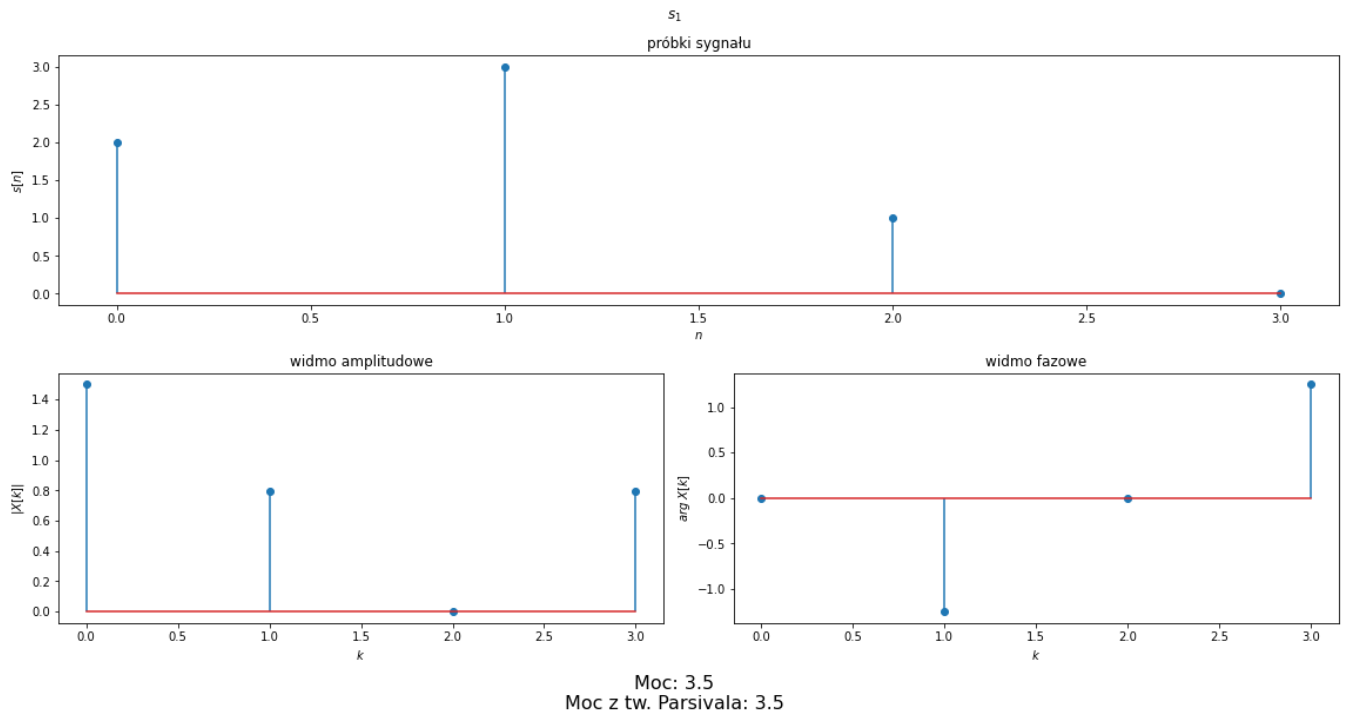 s₁
próbki sygnału
3.0
2.5
2.0
1.5
1.0
0.5
0.0
s[n]
0.0 0.5 1.0 1.5 2.0 2.5 3.0
n
widmo amplitudowe
1.4
1.2
1.0
0.8
0.6
0.4
0.2
0.0
|X[k]|
0.0 0.5 1.0 1.5 2.0 2.5 3.0
k
widmo fazowe
1.0
0.5
0.0
−0.5
−1.0
arg X[k]
0.0 0.5 1.0 1.5 2.0 2.5 3.0
k
Moc: 3.5
Moc z tw. Parsivala: 3.5